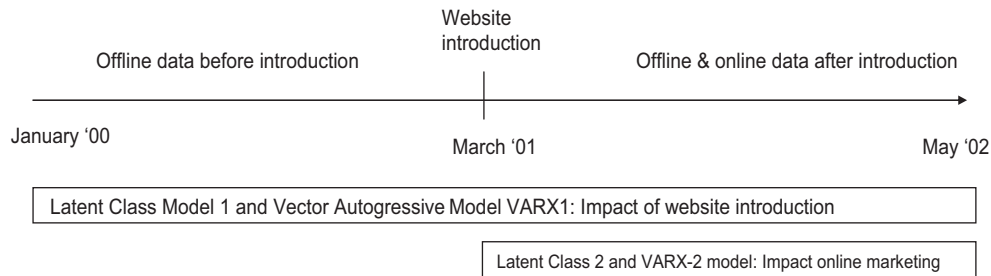 Website
introduction
Offline data before introduction
Offline & online data after introduction
January ‘00
March ‘01
May ‘02
Latent Class Model 1 and Vector Autogressive Model VARX1: Impact of website introduction
Latent Class 2 and VARX-2 model: Impact online marketing